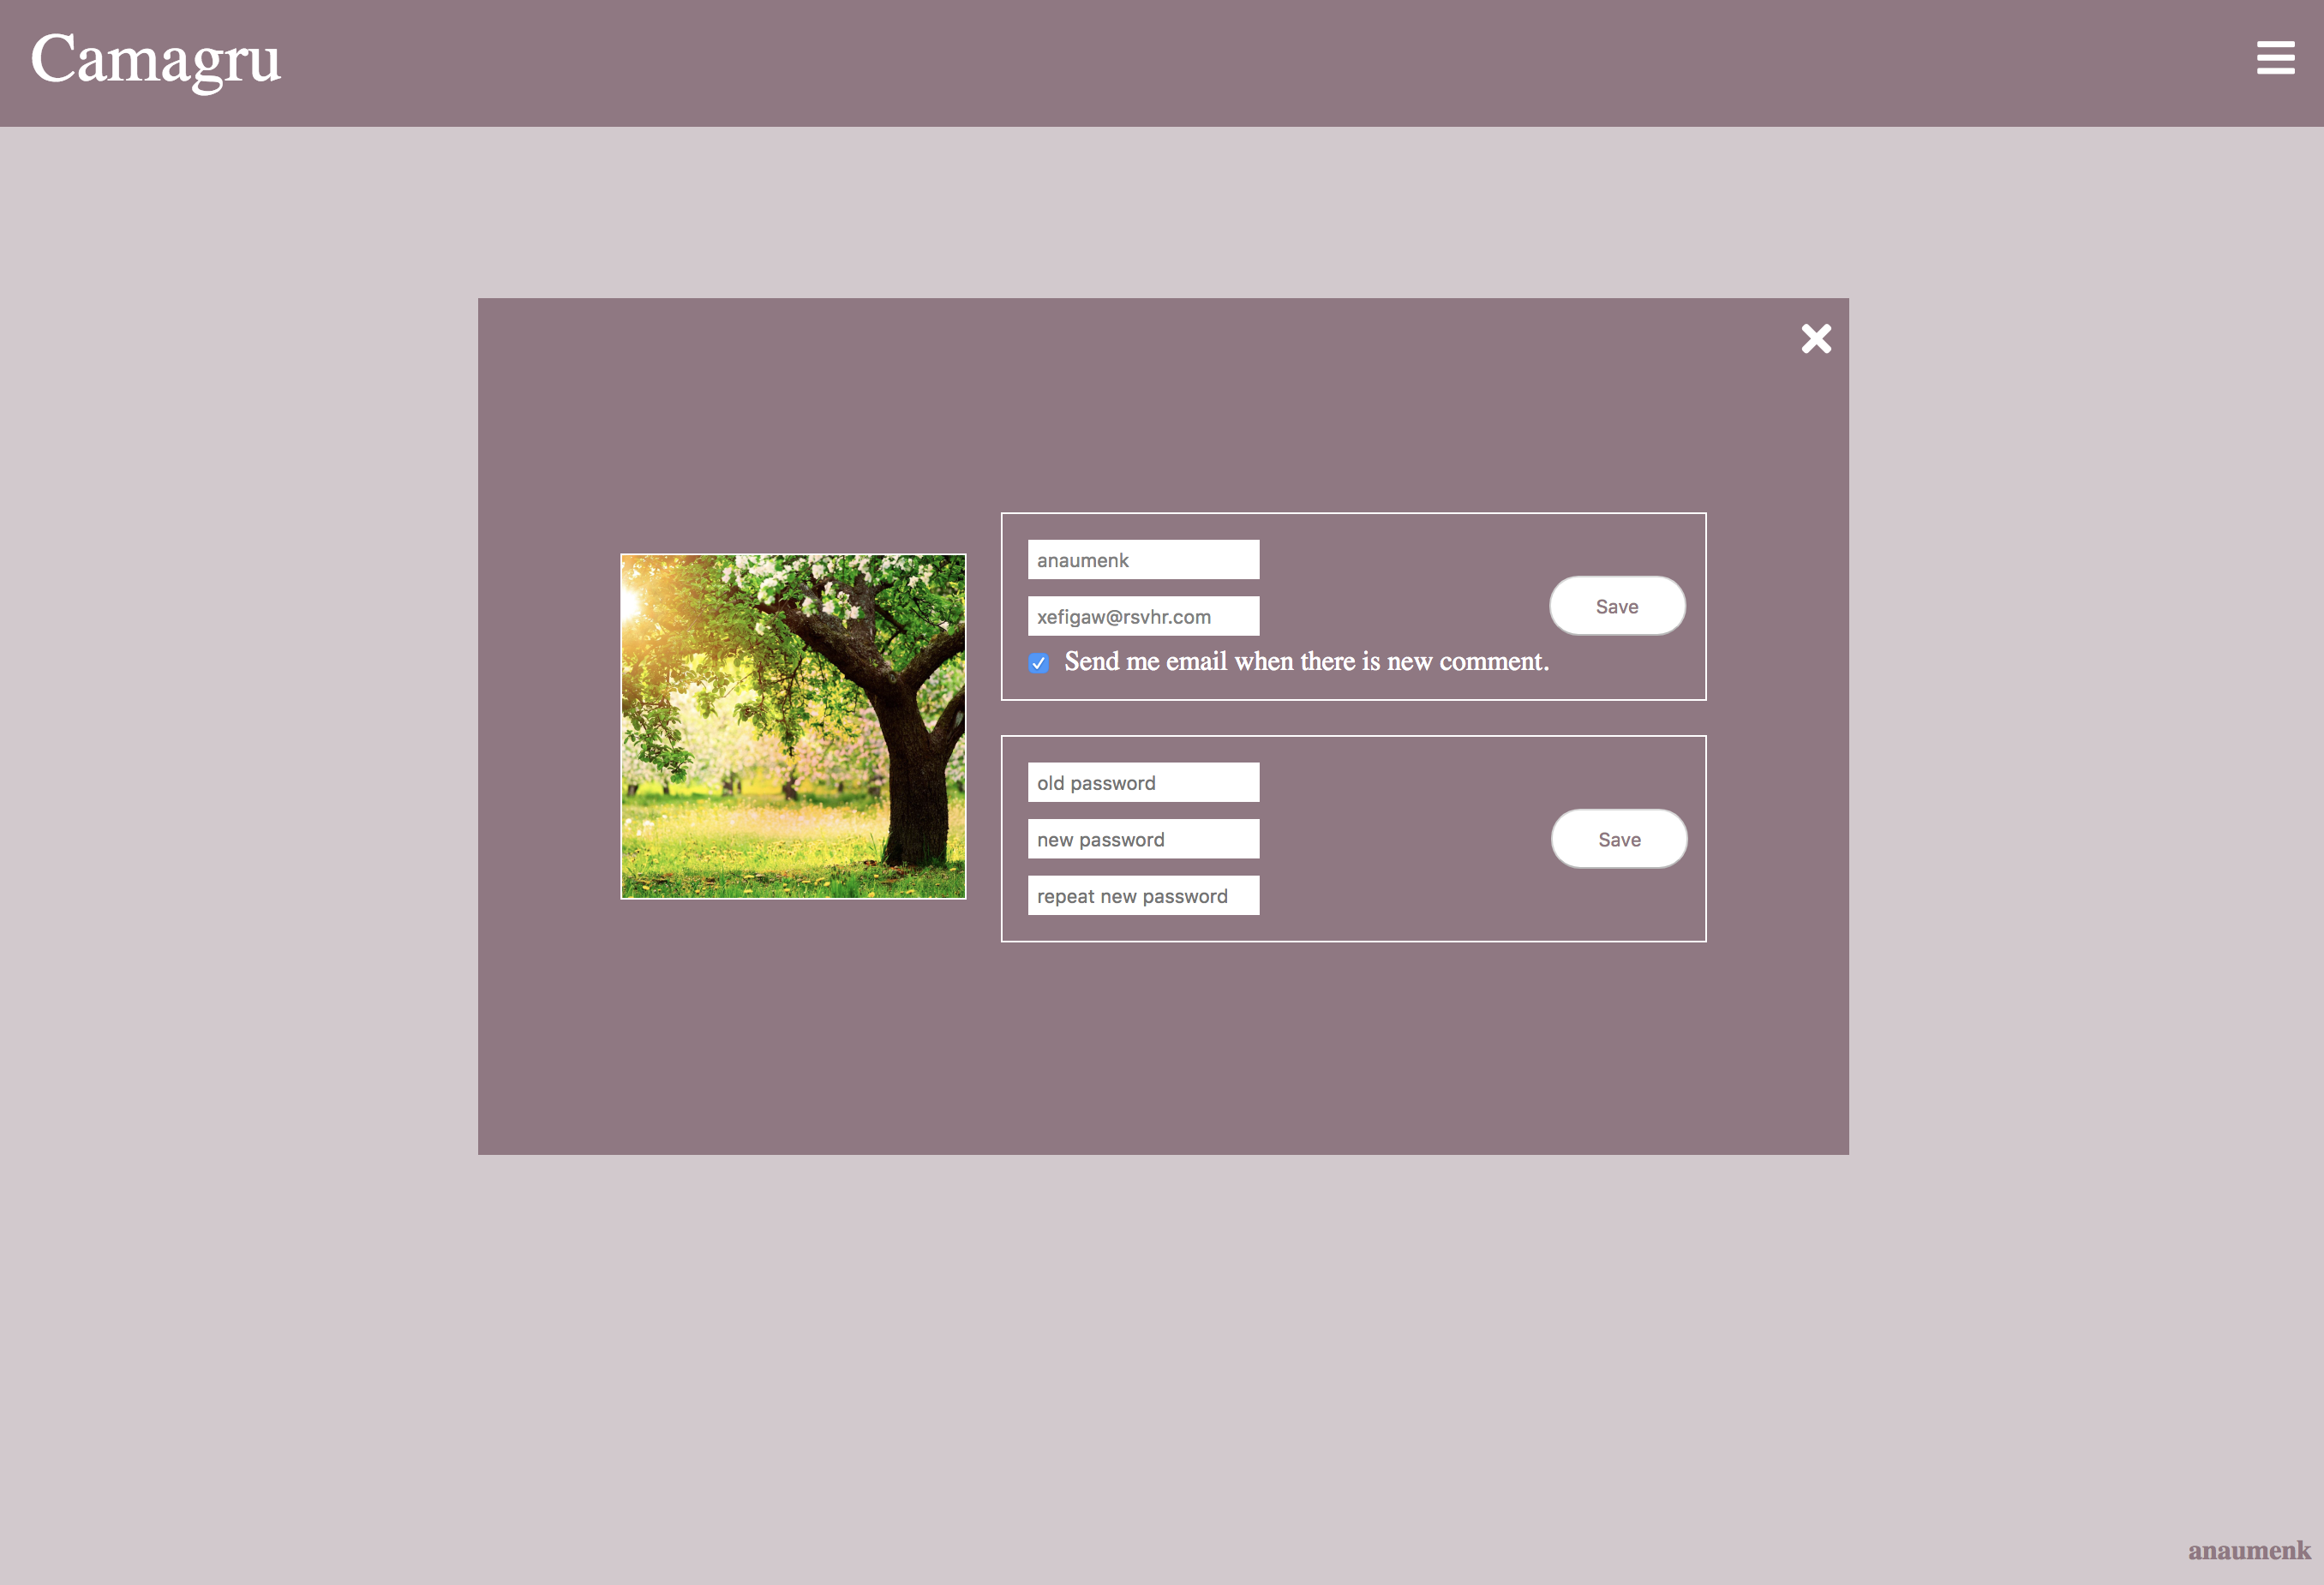 Camagru
anaumenk
xefigaw@rsvhr.com
Save
Send me email when there is new comment.
old password
new password
Save
repeat new password
anaumenk